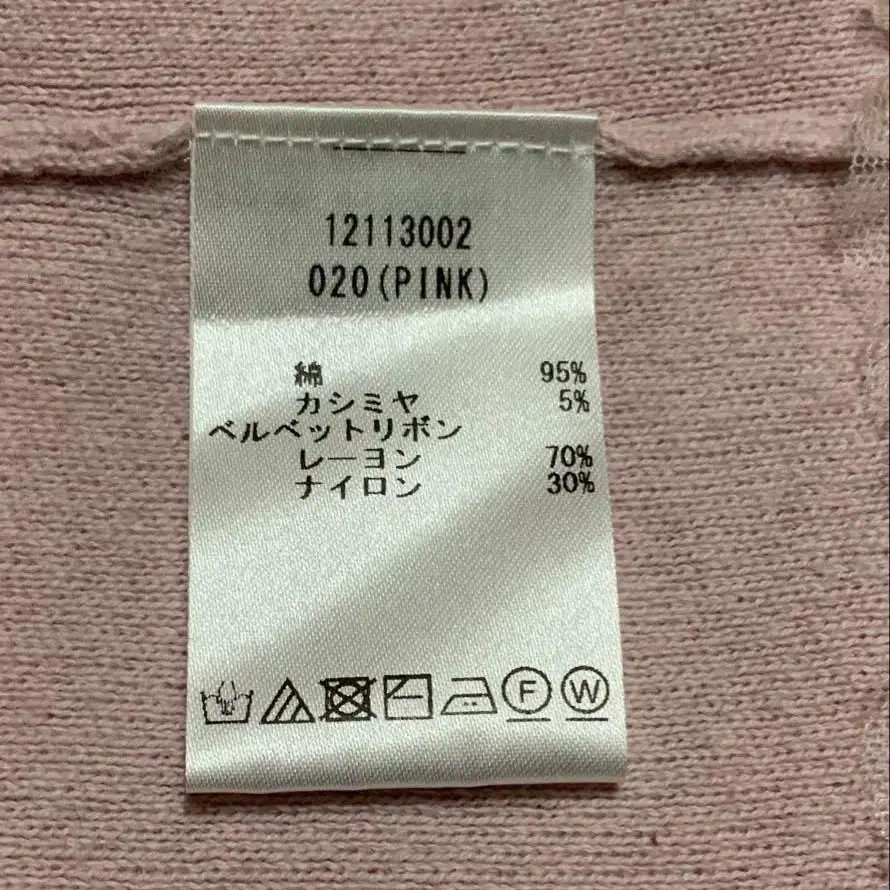 12113002
020(PINK)
綿 95%
カシミヤ 5%
ベルベットリボン
レーヨン 70%
ナイロン 30%
F W